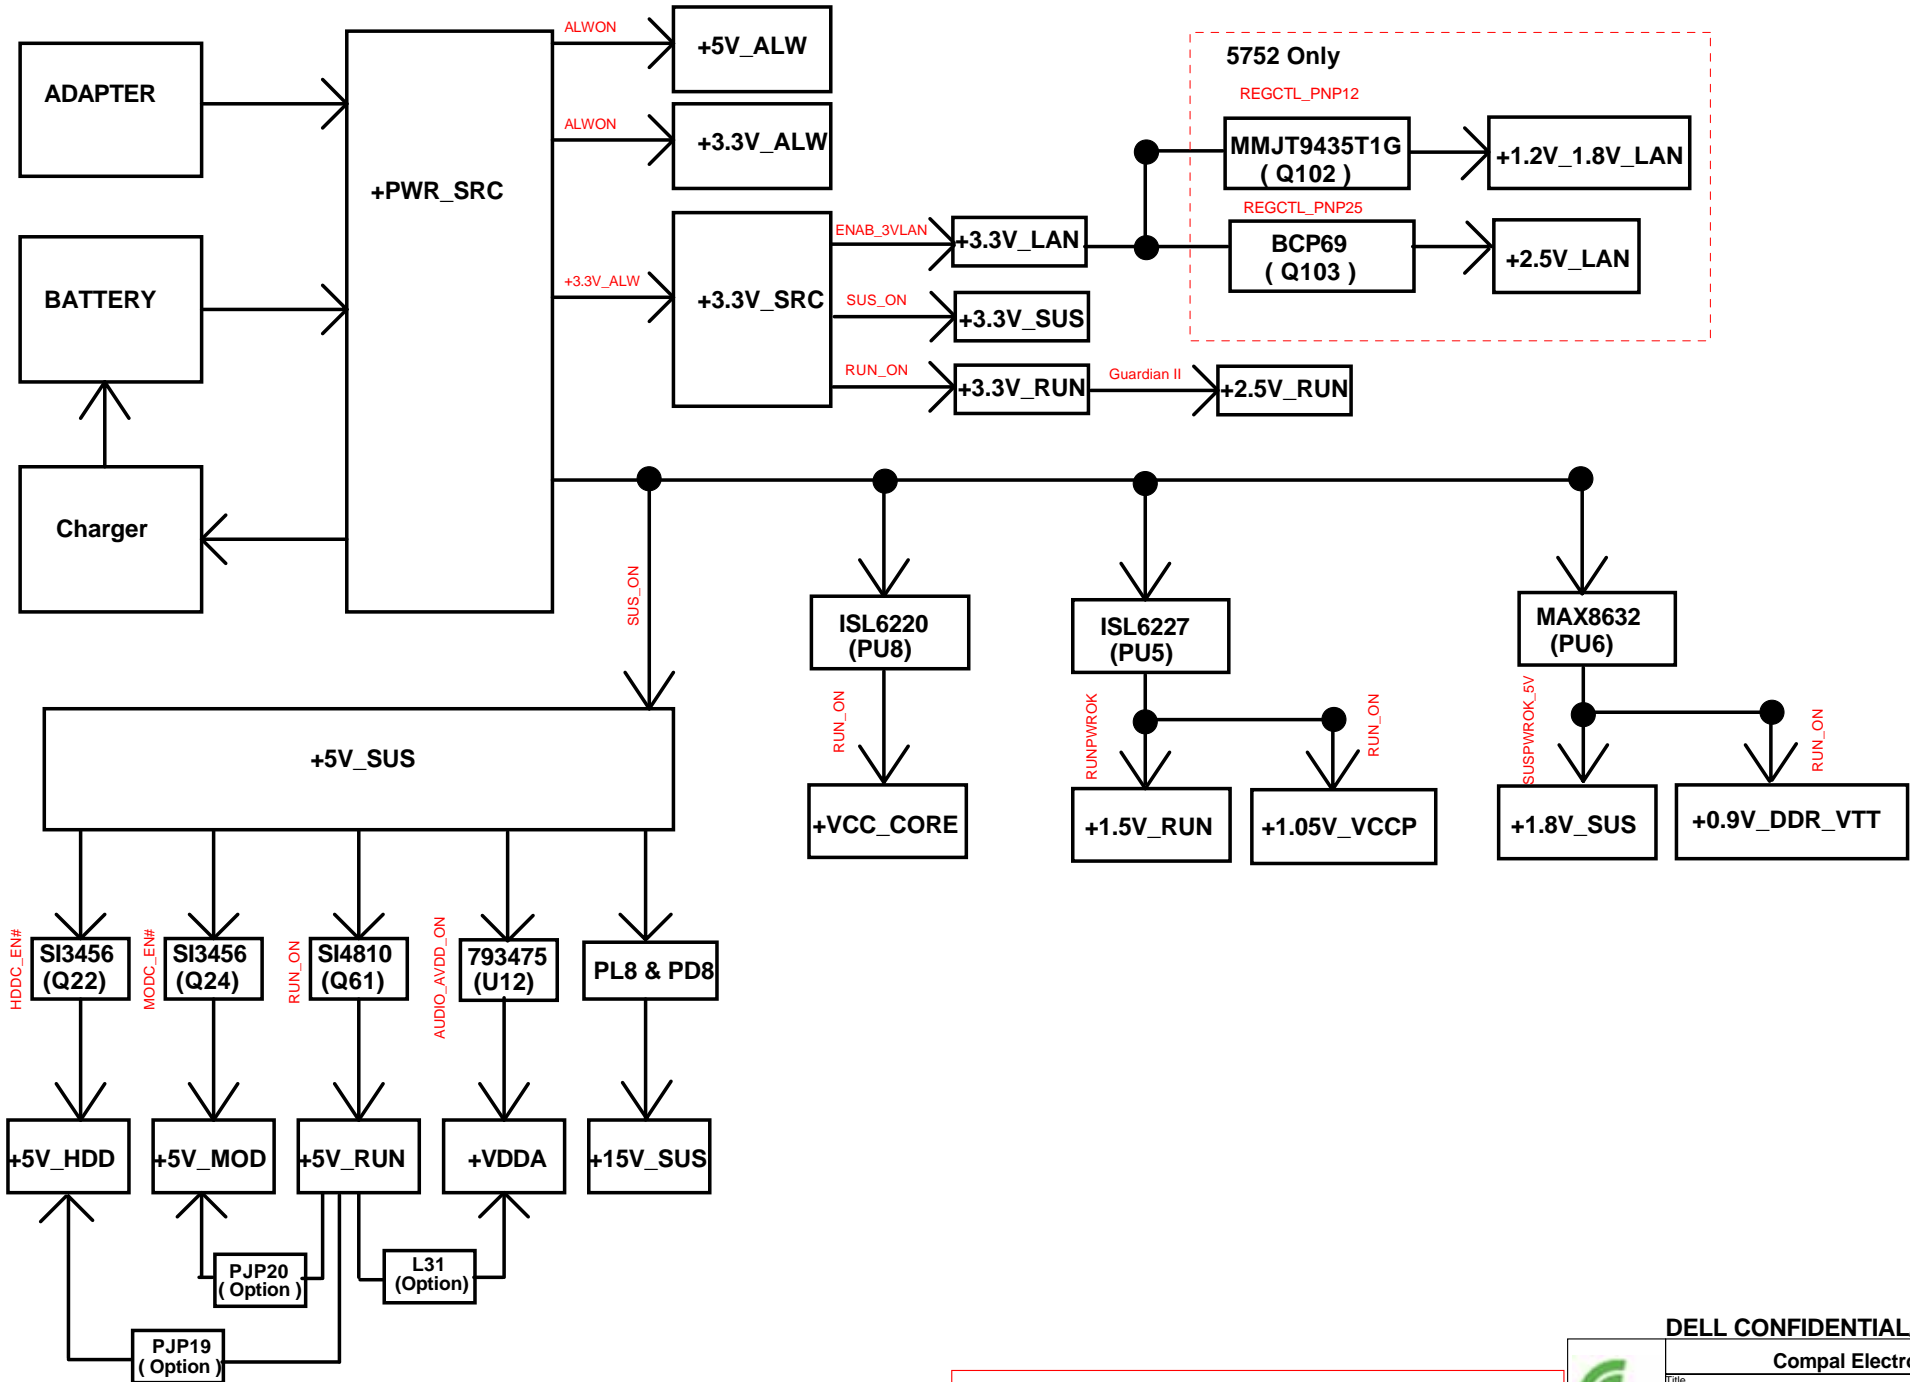 ALWON
+5V_ALW
5752 Only
ADAPTER
REGCTL_PNP12
ALWON
+3.3V_ALW
MMJT9435T1G
( Q102 )
+1.2V_1.8V_LAN
+PWR_SRC
REGCTL_PNP25
ENAB_3VLAN
+3.3V_LAN
BCP69
( Q103 )
+2.5V_LAN
BATTERY
+3.3V_ALW
+3.3V_SRC
SUS_ON
+3.3V_SUS
RUN_ON
+3.3V_RUN
Guardian II
+2.5V_RUN
Charger
SUS_ON
ISL6220
(PU8)
ISL6227
(PU5)
MAX8632
(PU6)
RUN_ON
RUNPWROK
RUN_ON
SUSPWROK_5V
RUN_ON
+5V_SUS
+VCC_CORE
+1.5V_RUN
+1.05V_VCCP
+1.8V_SUS
+0.9V_DDR_VTT
HDDC_EN#
SI3456
(Q22)
MODC_EN#
SI3456
(Q24)
RUN_ON
SI4810
(Q61)
AUDIO_AVDD_ON
793475
(U12)
PL8 & PD8
+5V_HDD
+5V_MOD
+5V_RUN
+VDDA
+15V_SUS
PJP20
( Option )
L31
(Option)
PJP19
( Option )
DELL CONFIDENTIAL
Compal Electro
Title